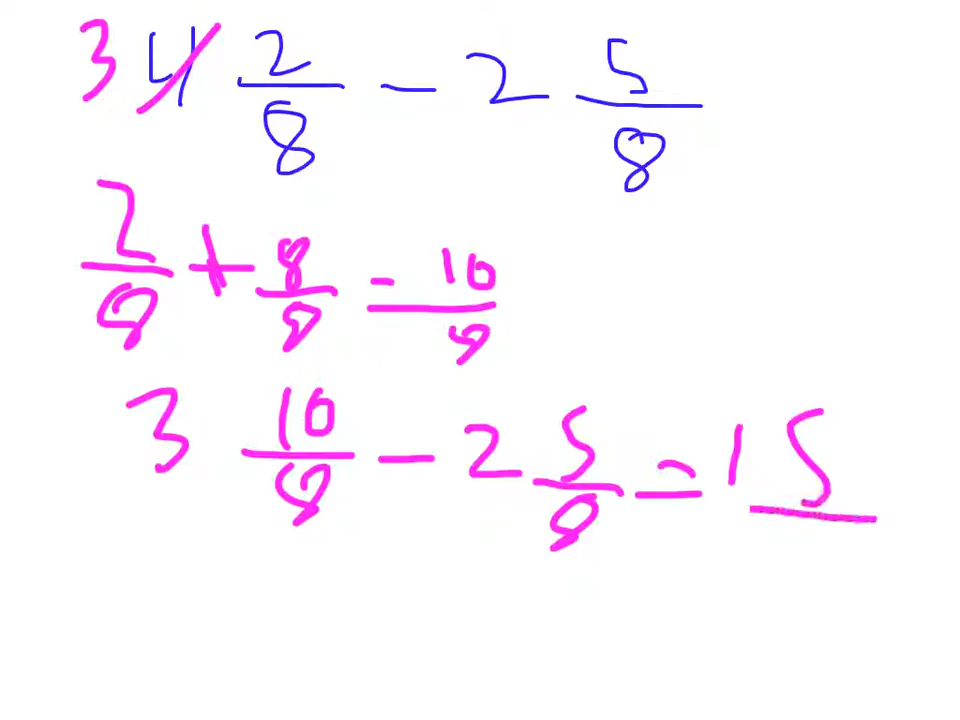 3 4 2/8 - 2 5/8
2/8 + 8/8 = 10/8
3 10/8 - 2 5/8 = 1 5/